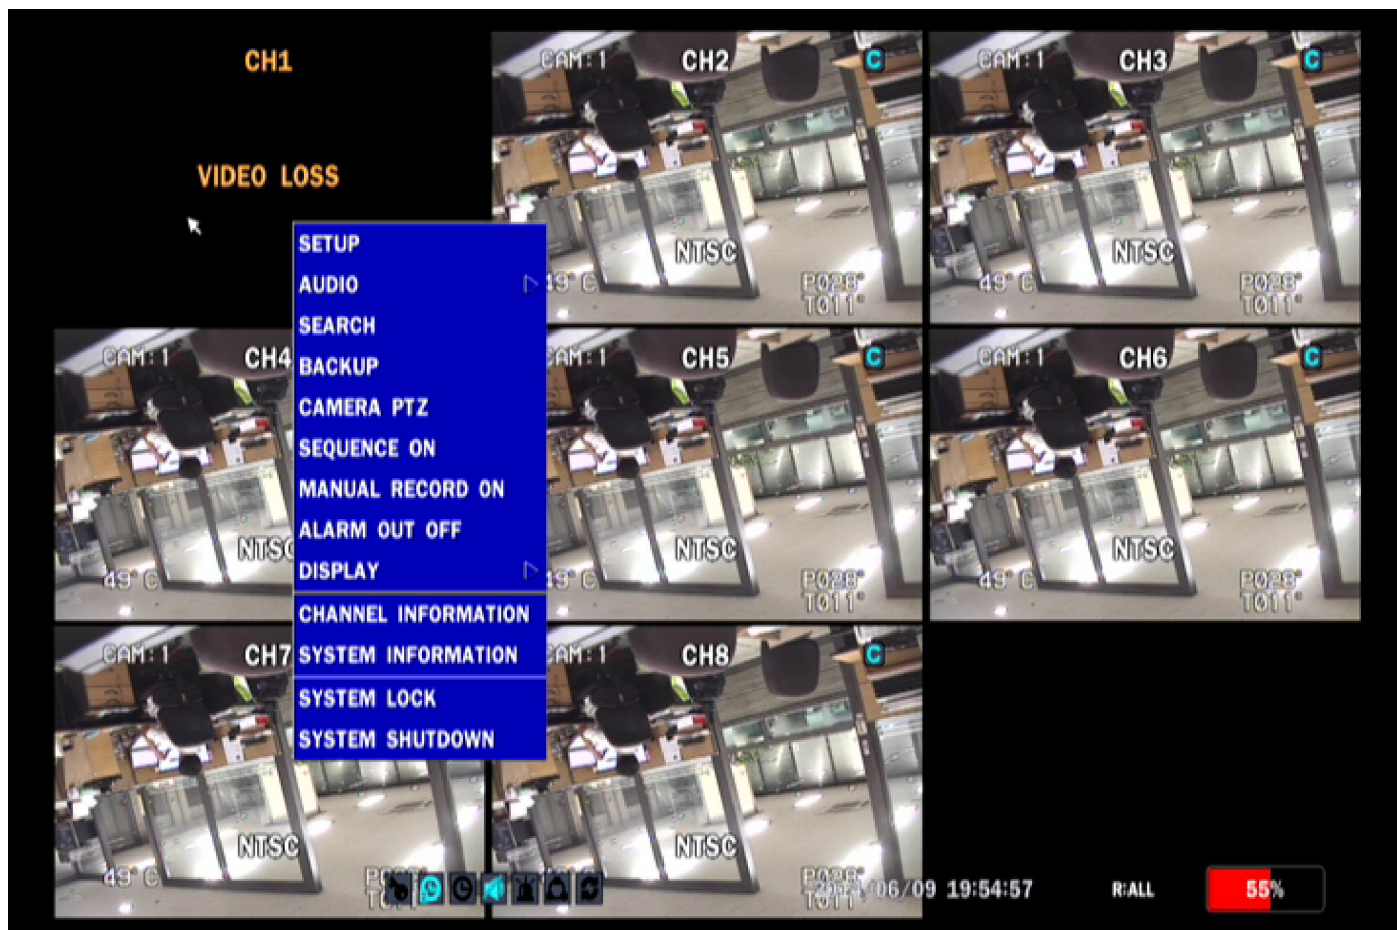 CH1
VIDEO LOSS
CAM:1 CH2 C
NTSC
49°C P028°
T011°
CAM:1 CH3 C
NTSC
49°C P028°
T011°
SETUP
AUDIO
SEARCH
BACKUP
CAMERA PTZ
SEQUENCE ON
MANUAL RECORD ON
ALARM OUT OFF
DISPLAY
CHANNEL INFORMATION
SYSTEM INFORMATION
SYSTEM LOCK
SYSTEM SHUTDOWN
CAM:1 CH4
NTSC
49°C
CAM:1 CH5 C
NTSC
49°C P028°
T011°
CAM:1 CH6 C
NTSC
49°C P028°
T011°
CAM:1 CH7
NTSC
49°C
CAM:1 CH8 C
NTSC
P028°
T011°
/06/09 19:54:57 R:ALL 55%